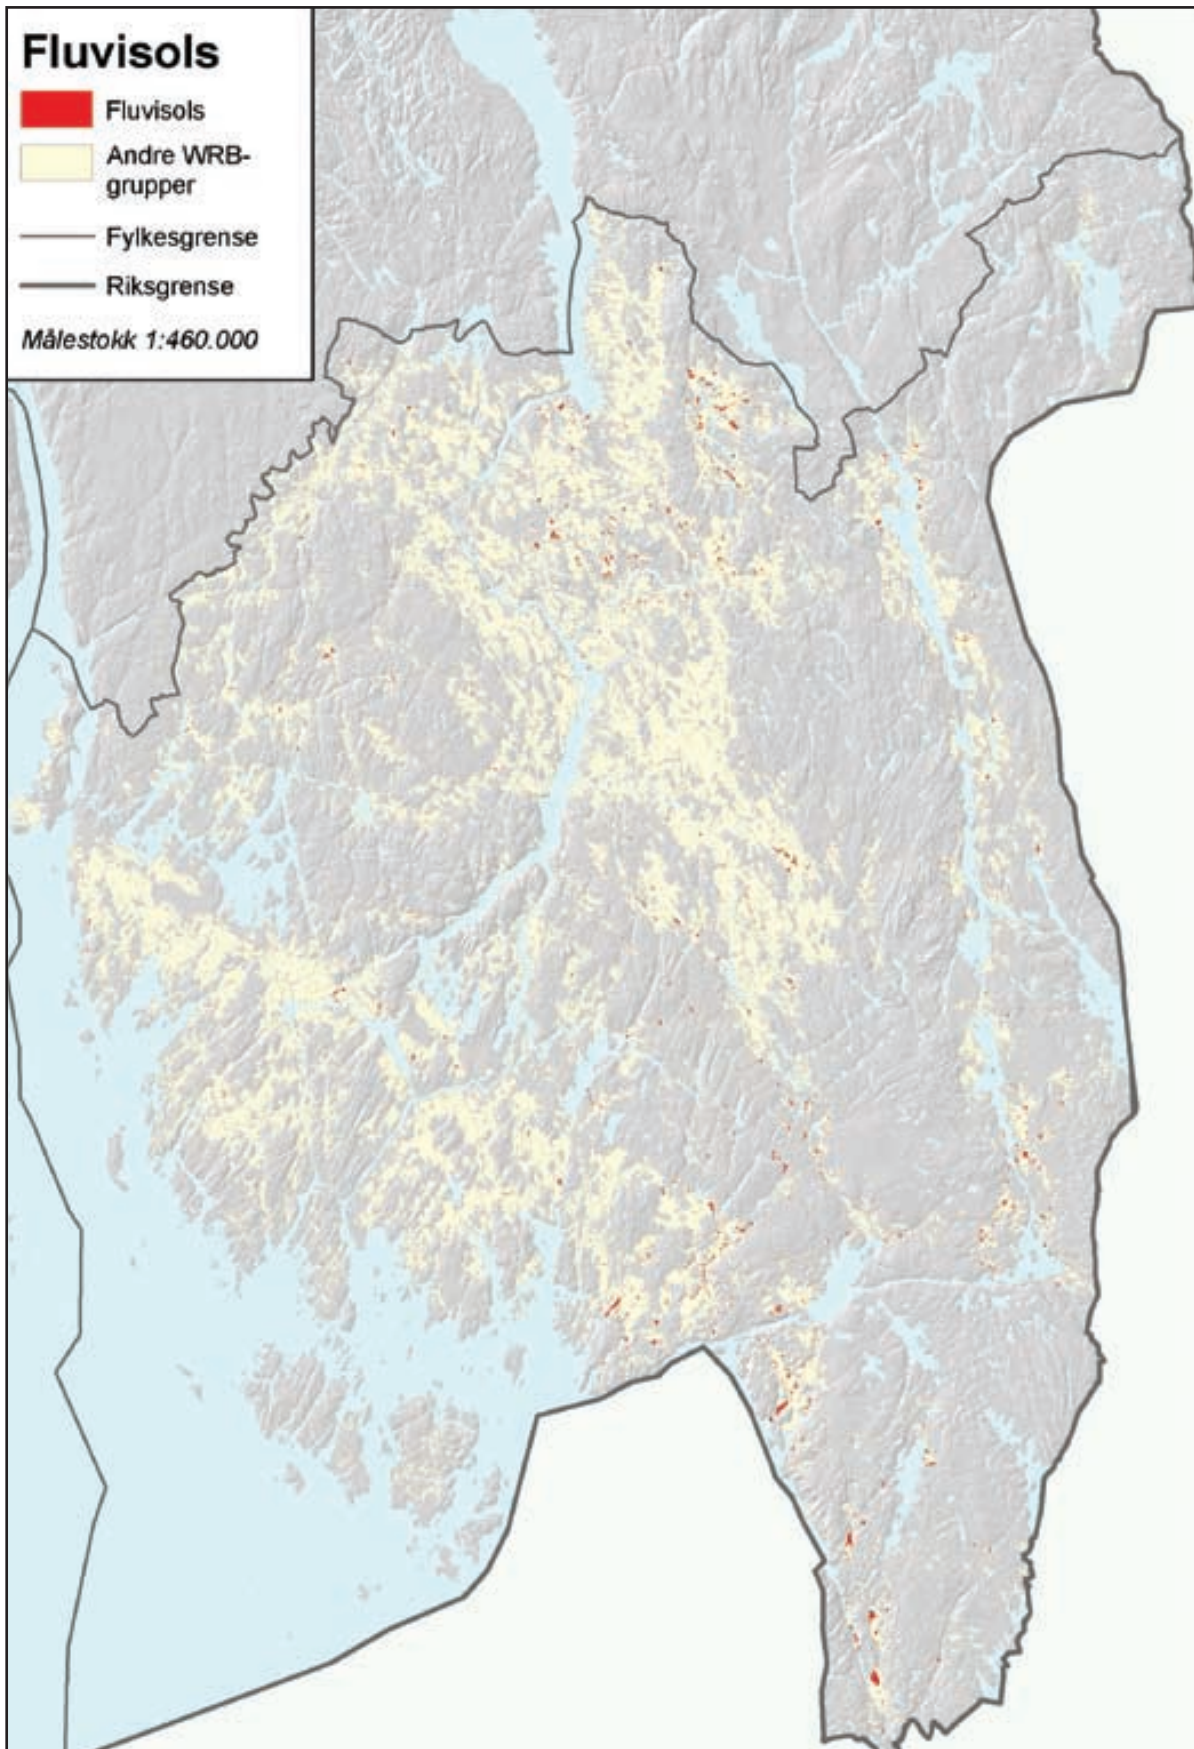 Fluvisols
Fluvisols
Andre WRB-
grupper
Fylkesgrense
Riksgrense
Målestokk 1:460.000